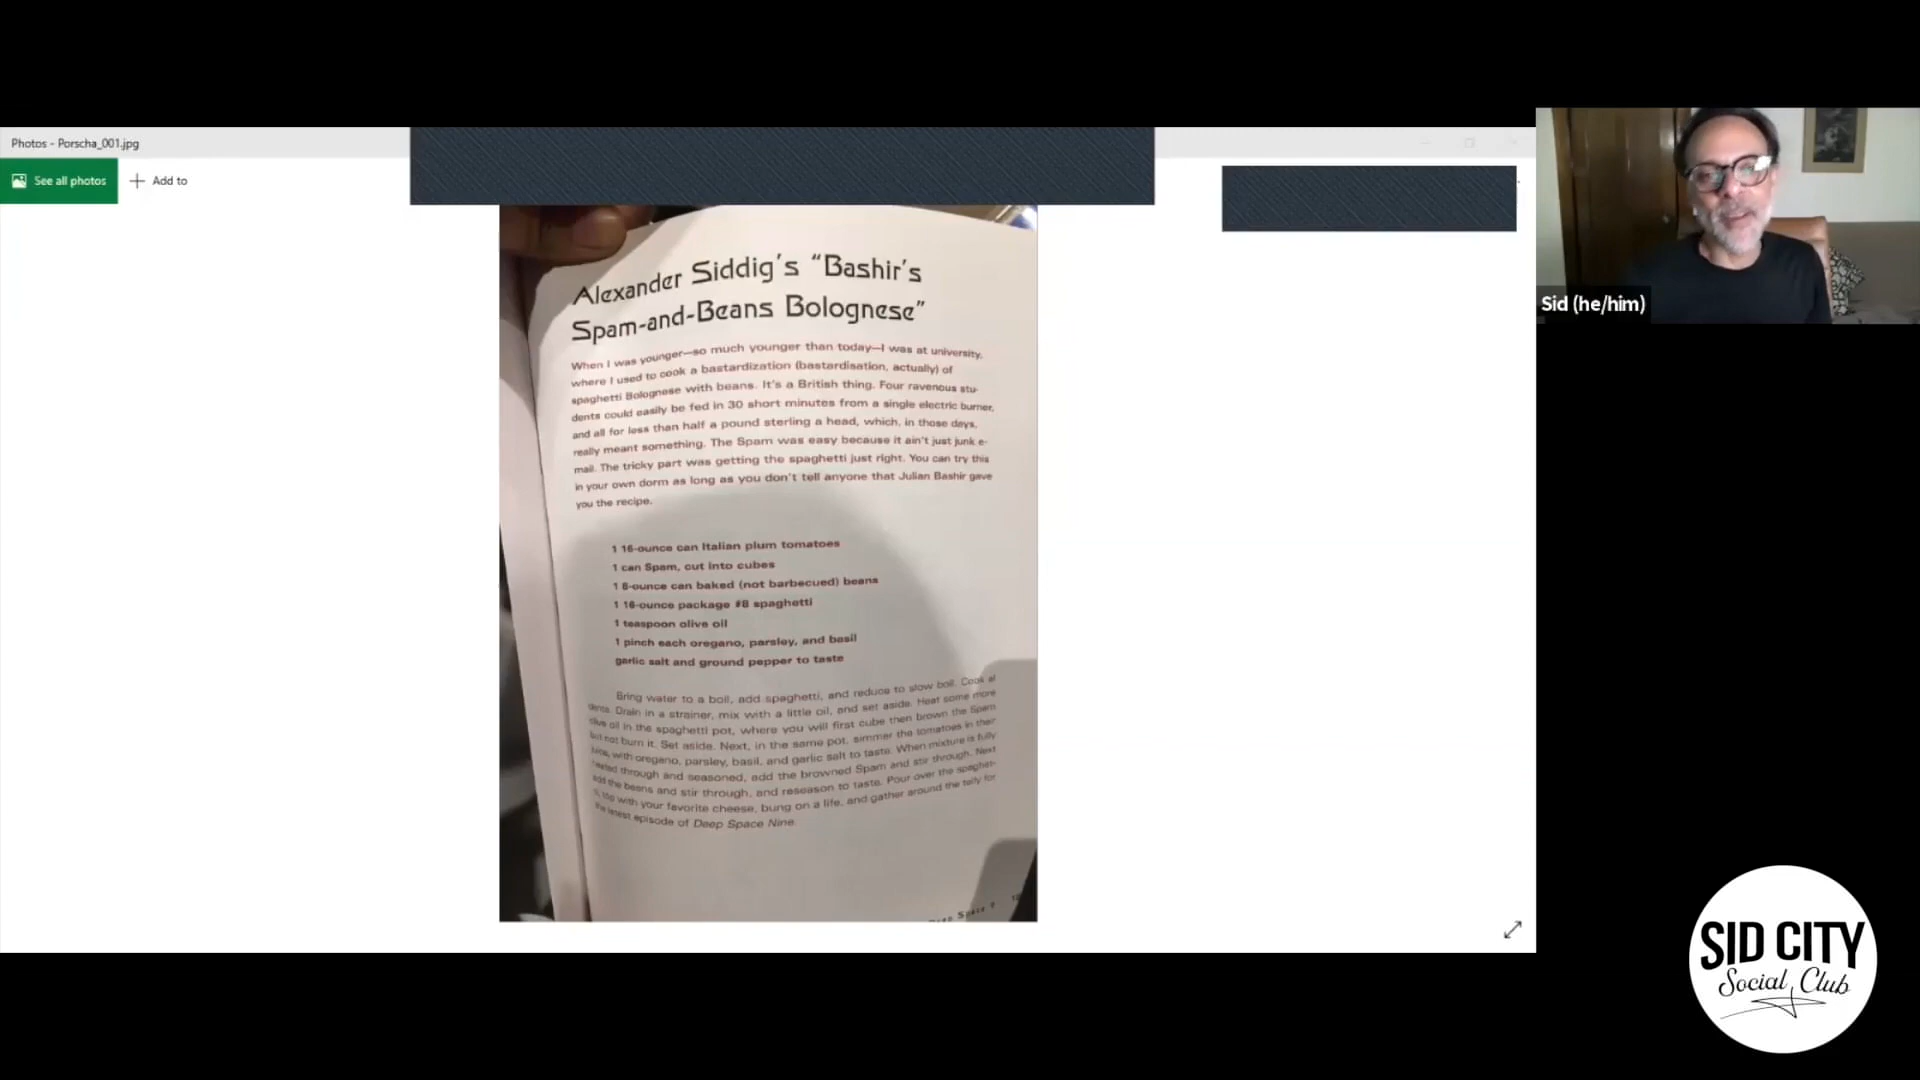 Photos - Porscha_001.jpg
See all photos
Add to
Alexander Siddig's "Bashir's
Spam-and-Beans Bolognese"
When I was younger—so much younger than today—I was at university,
where I used to cook a bastardization (bastardisation, actually) of
spaghetti Bolognese with beans. It's a British thing. Four ravenous stu-
dents could easily be fed in 30 short minutes from a single electric burner,
and all for less than half a pound sterling a head, which, in those days,
really meant something. The Spam was easy because it ain't just junk e-
mail. The tricky part was getting the spaghetti just right. You can try this
in your own dorm as long as you don't tell anyone that Julian Bashir gave
you the recipe.
1 16-ounce can Italian plum tomatoes
1 can Spam, cut into cubes
1 8-ounce can baked (not barbecued) beans
1 16-ounce package #8 spaghetti
1 teaspoon olive oil
1 pinch each oregano, parsley, and basil
garlic salt and ground pepper to taste
Bring water to a boil, add spaghetti, and reduce to slow boil. Cook al
dente. Drain in a strainer, mix with a little oil, and set aside. Heat some more
olive oil in the spaghetti pot, where you will first cube then brown the Spam
but not burn it. Set aside. Next, in the same pot, simmer the tomatoes in their
juice, with oregano, parsley, basil, and garlic salt to taste. When mixture is fully
heated through and seasoned, add the browned Spam and stir through. Next
add the beans and stir through, and reseason to taste. Pour over the spaghet-
ti, top with your favorite cheese, bung on a life, and gather around the telly for
the latest episode of Deep Space Nine.
Space
Sid (he/him)
SID CITY
Social Club